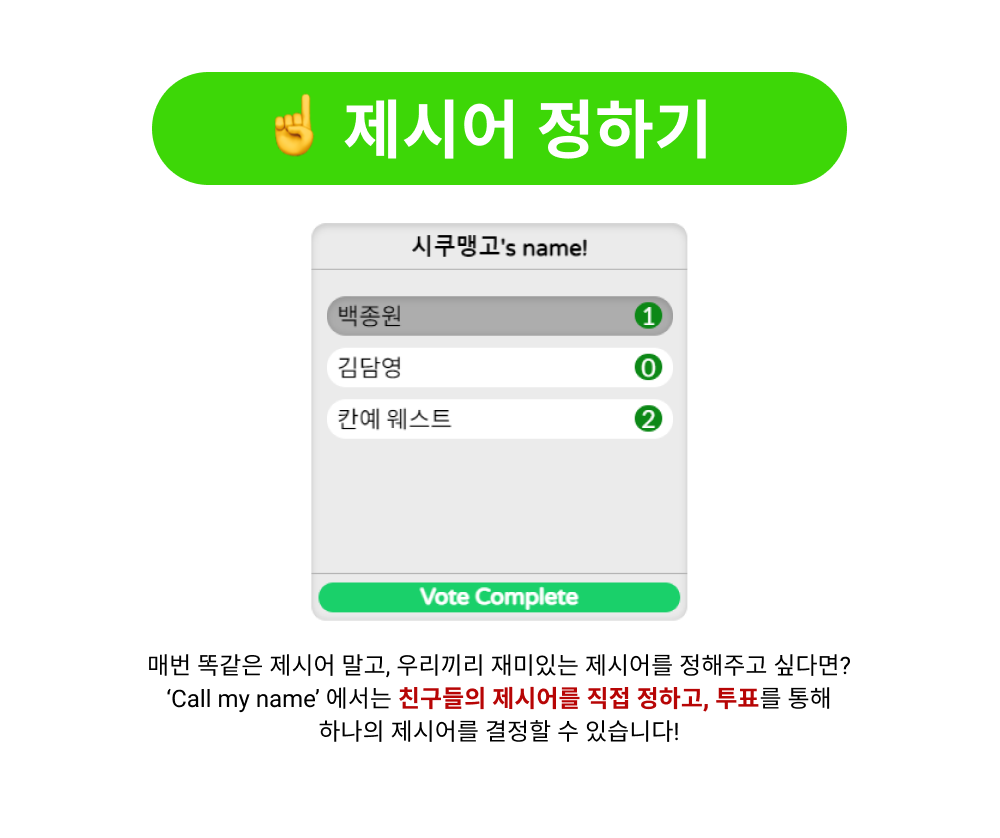 ☝ 제시어 정하기
시쿠맹고's name!
백종원 1
김담영 0
칸예 웨스트 2
Vote Complete
매번 똑같은 제시어 말고, 우리끼리 재미있는 제시어를 정해주고 싶다면?
‘Call my name’ 에서는 친구들의 제시어를 직접 정하고, 투표를 통해
하나의 제시어를 결정할 수 있습니다!